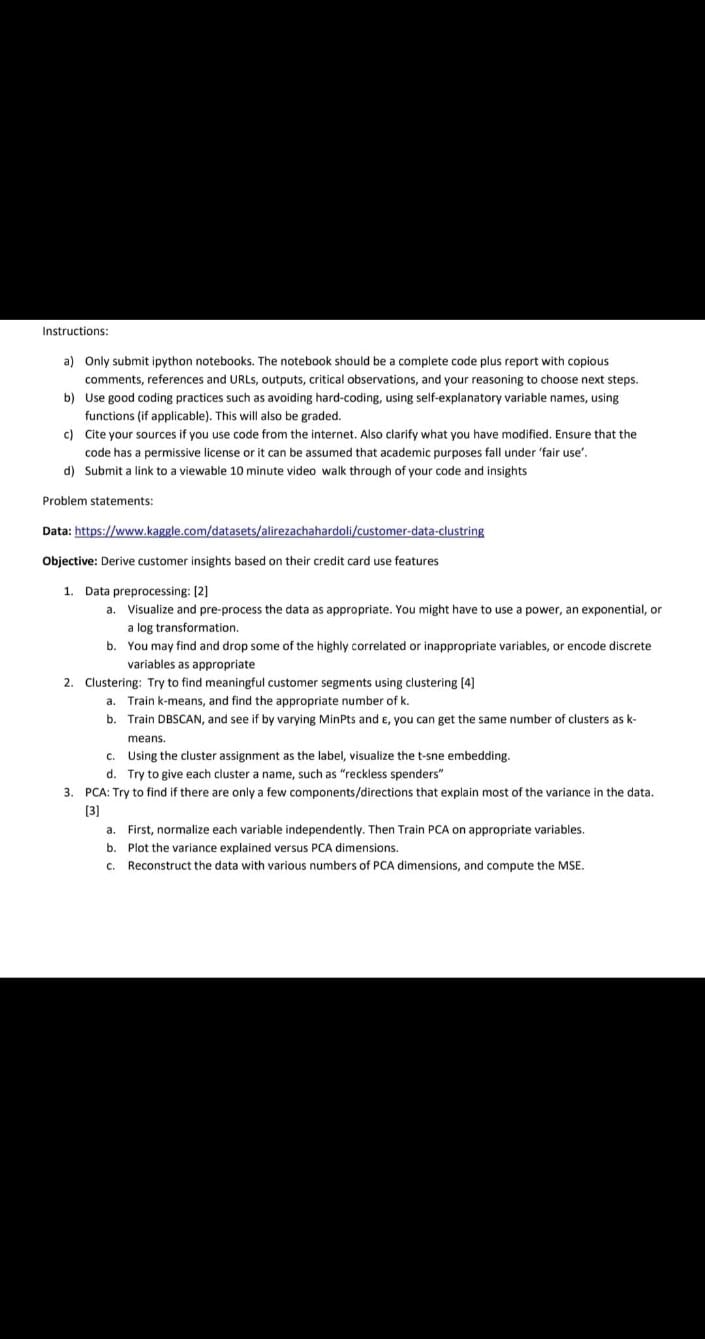 Instructions:
a) Only submit ipython notebooks. The notebook should be a complete code plus report with copious
comments, references and URLs, outputs, critical observations, and your reasoning to choose next steps.
b) Use good coding practices such as avoiding hard-coding, using self-explanatory variable names, using
functions (if applicable). This will also be graded.
c) Cite your sources if you use code from the internet. Also clarify what you have modified. Ensure that the
code has a permissive license or it can be assumed that academic purposes fall under ‘fair use’.
d) Submit a link to a viewable 10 minute video walk through of your code and insights
Problem statements:
Data: https://www.kaggle.com/datasets/alirezachahardoli/customer-data-clustring
Objective: Derive customer insights based on their credit card use features
1. Data preprocessing: [2]
a. Visualize and pre-process the data as appropriate. You might have to use a power, an exponential, or
a log transformation.
b. You may find and drop some of the highly correlated or inappropriate variables, or encode discrete
variables as appropriate
2. Clustering: Try to find meaningful customer segments using clustering [4]
a. Train k-means, and find the appropriate number of k.
b. Train DBSCAN, and see if by varying MinPts and ε, you can get the same number of clusters as k-
means.
c. Using the cluster assignment as the label, visualize the t-sne embedding.
d. Try to give each cluster a name, such as “reckless spenders”
3. PCA: Try to find if there are only a few components/directions that explain most of the variance in the data.
[3]
a. First, normalize each variable independently. Then Train PCA on appropriate variables.
b. Plot the variance explained versus PCA dimensions.
c. Reconstruct the data with various numbers of PCA dimensions, and compute the MSE.